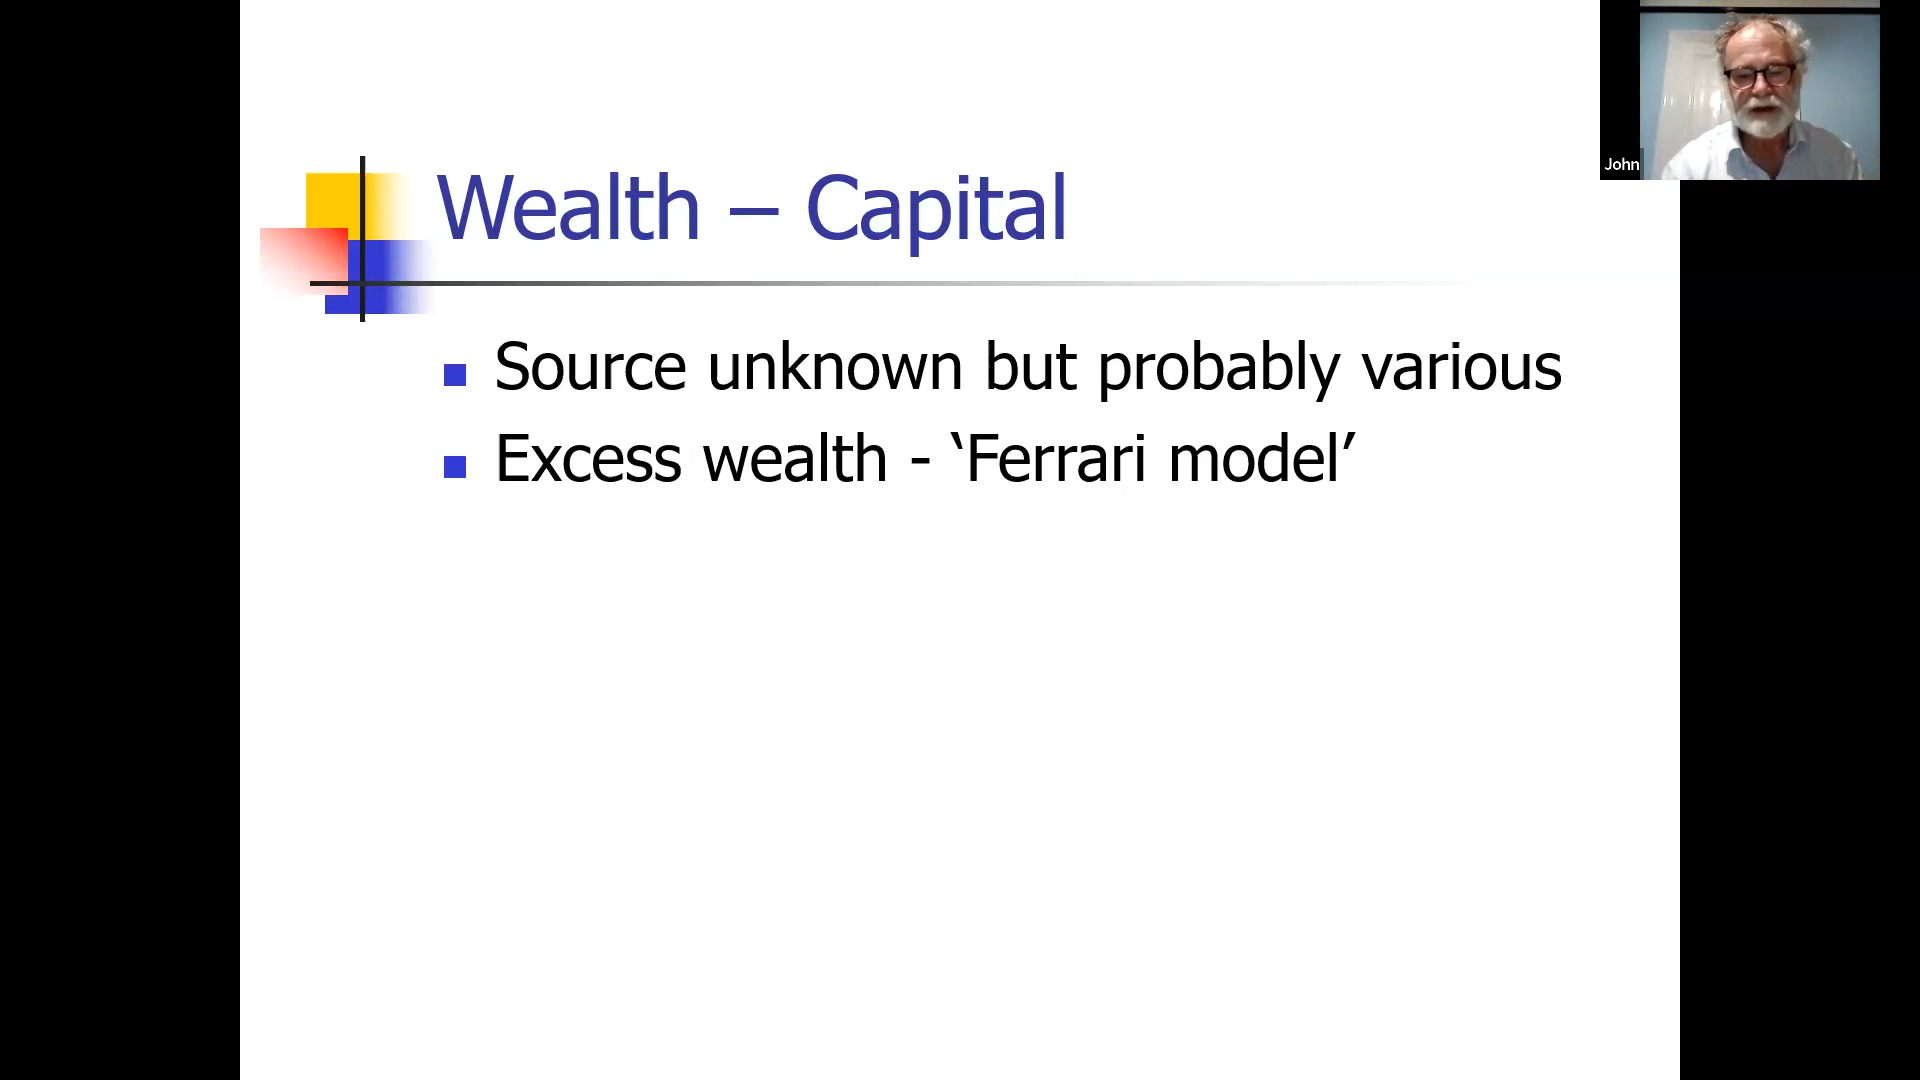 Wealth – Capital
Source unknown but probably various
Excess wealth - ‘Ferrari model’
John